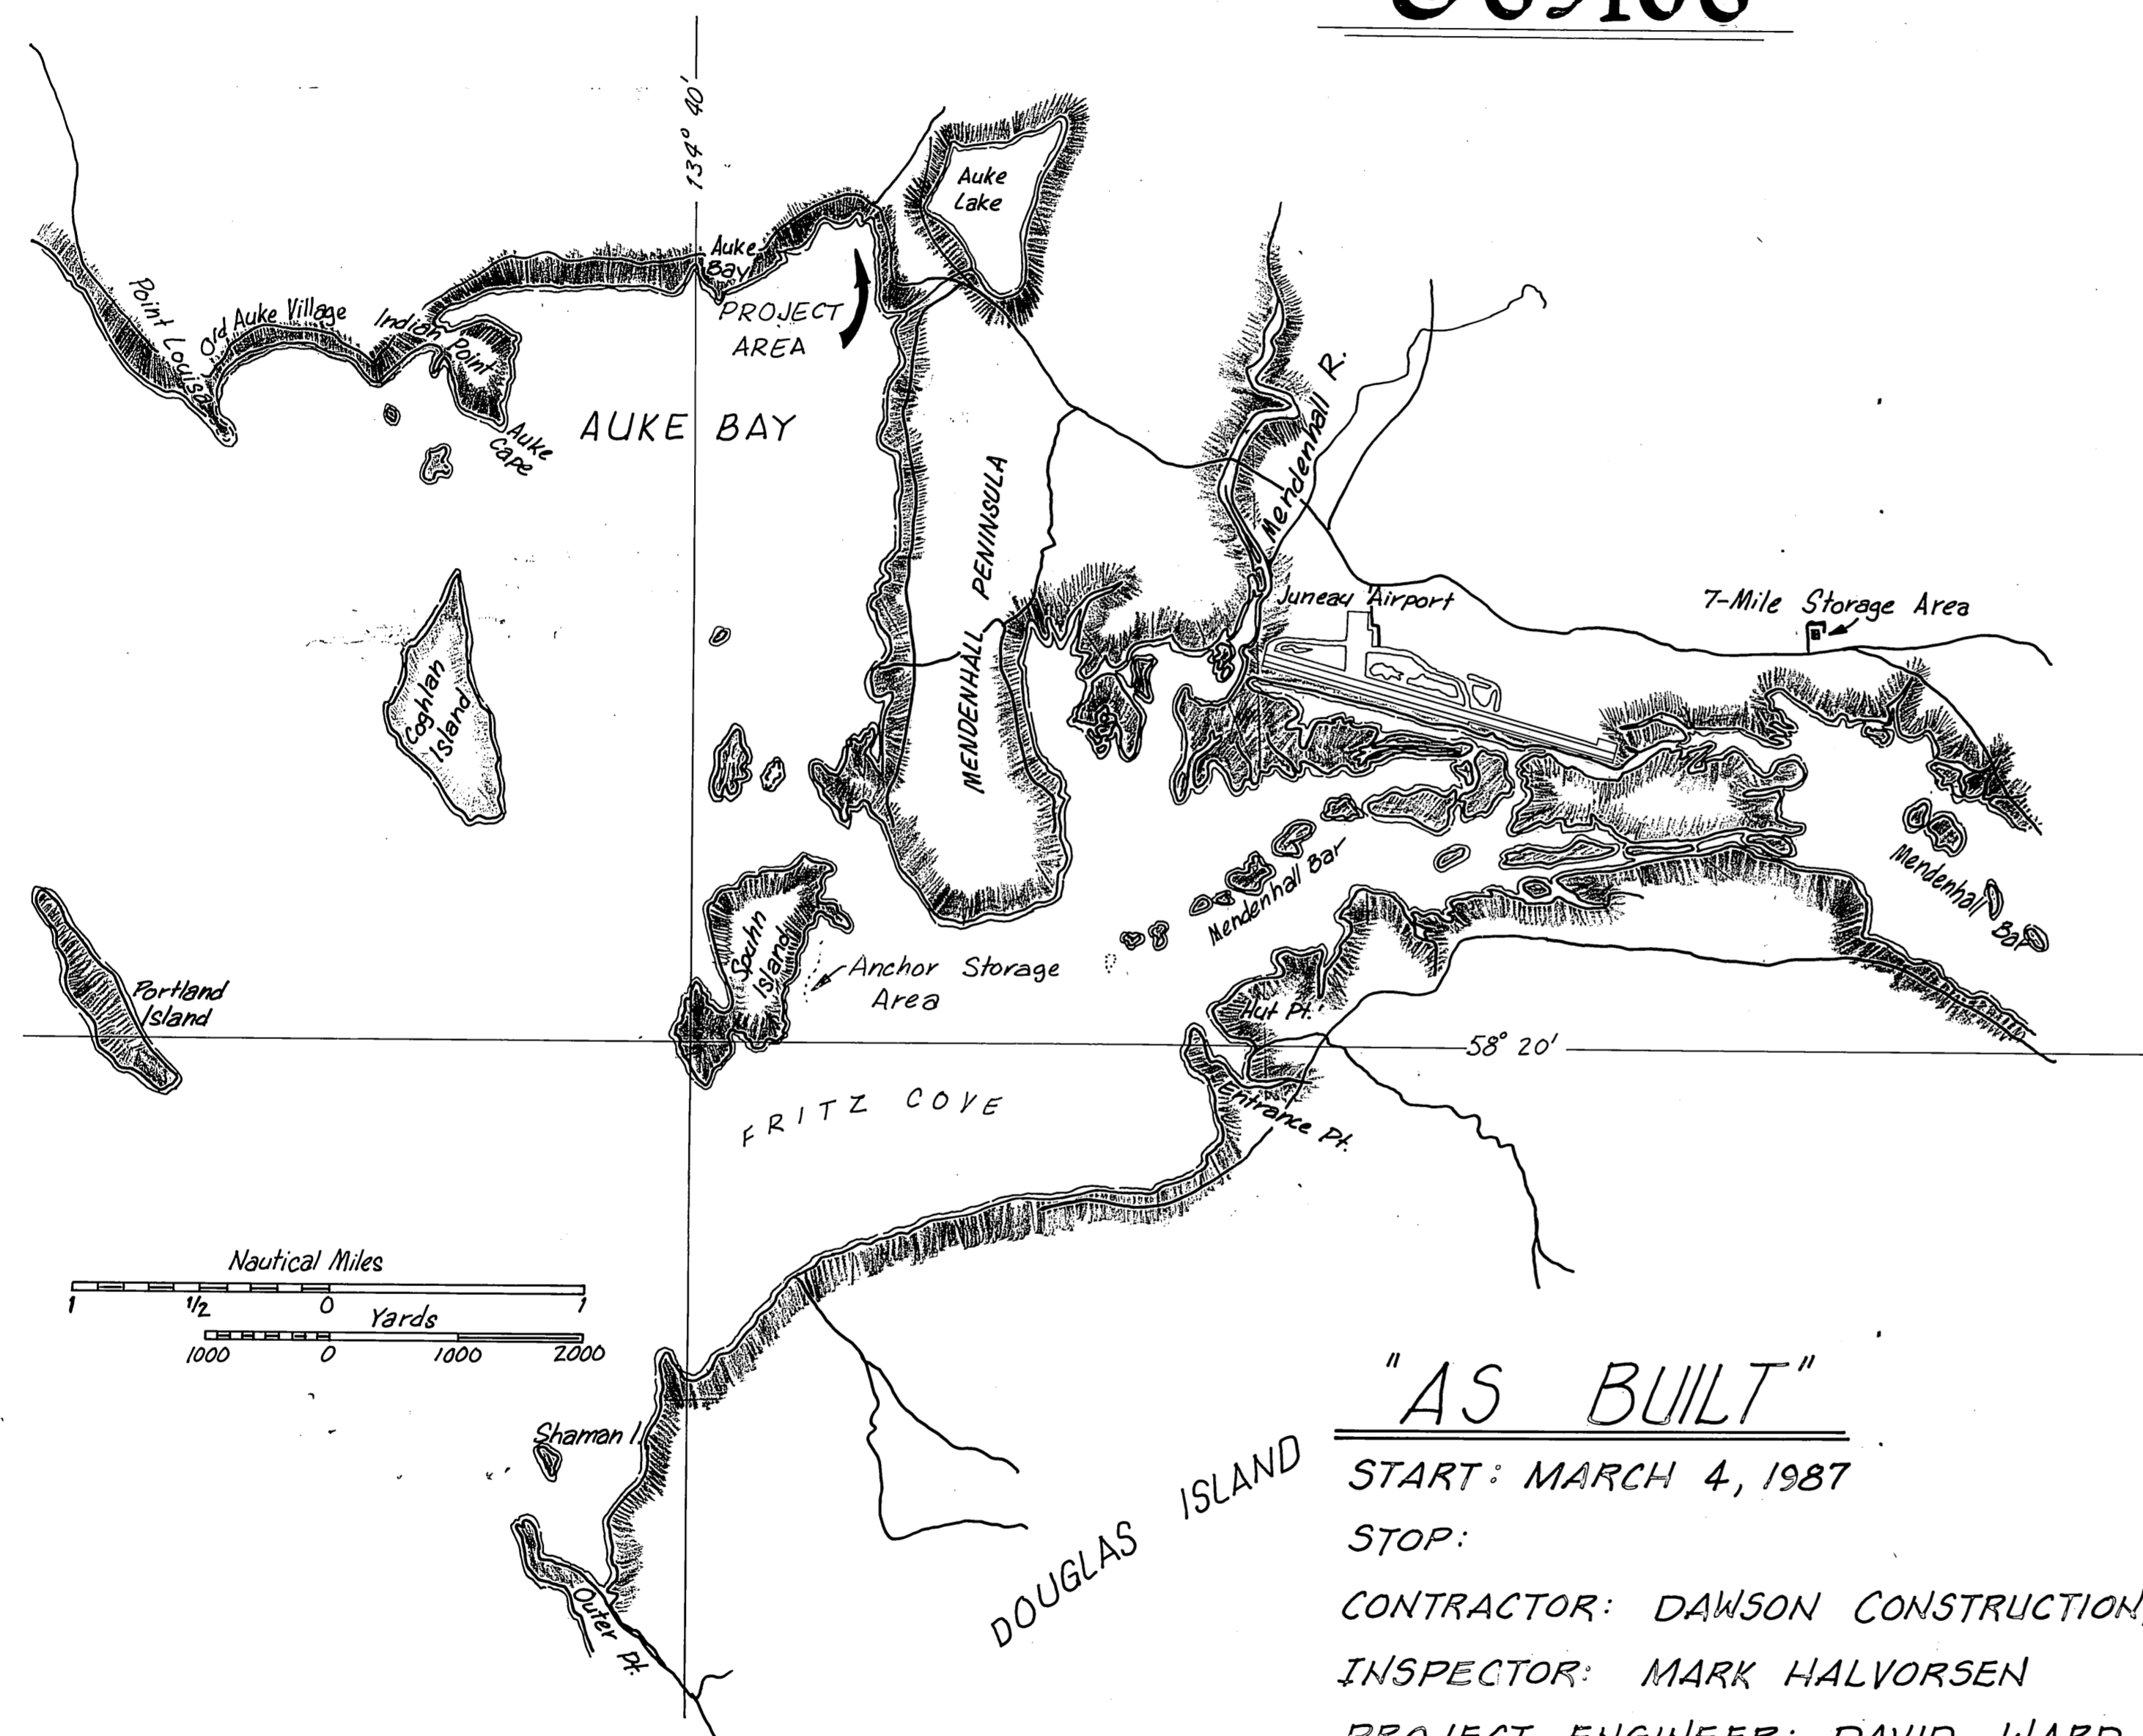 134° 40'
Auke
Lake
Auke
Bay
PROJECT
AREA
Point Louisa
Old Auke Village
Indian Point
Auke
Cape
AUKE BAY
Mendenhall R.
MENDENHALL PENINSULA
Juneau Airport
7-Mile Storage Area
Coghlan
Island
Mendenhall Bar
Mendenhall
Bar
Spuhn
Island
Anchor Storage
Area
Portland
Island
Hut Pt.
58° 20'
Entrance Pt.
FRITZ COVE
Nautical Miles
1 1/2 0 1
Yards
1000 0 1000 2000
Shaman I.
Outer Pt.
DOUGLAS ISLAND
"AS BUILT"
START: MARCH 4, 1987
STOP:
CONTRACTOR: DAWSON CONSTRUCTION,
INSPECTOR: MARK HALVORSEN
PROJECT ENGINEER: DAVID WARD